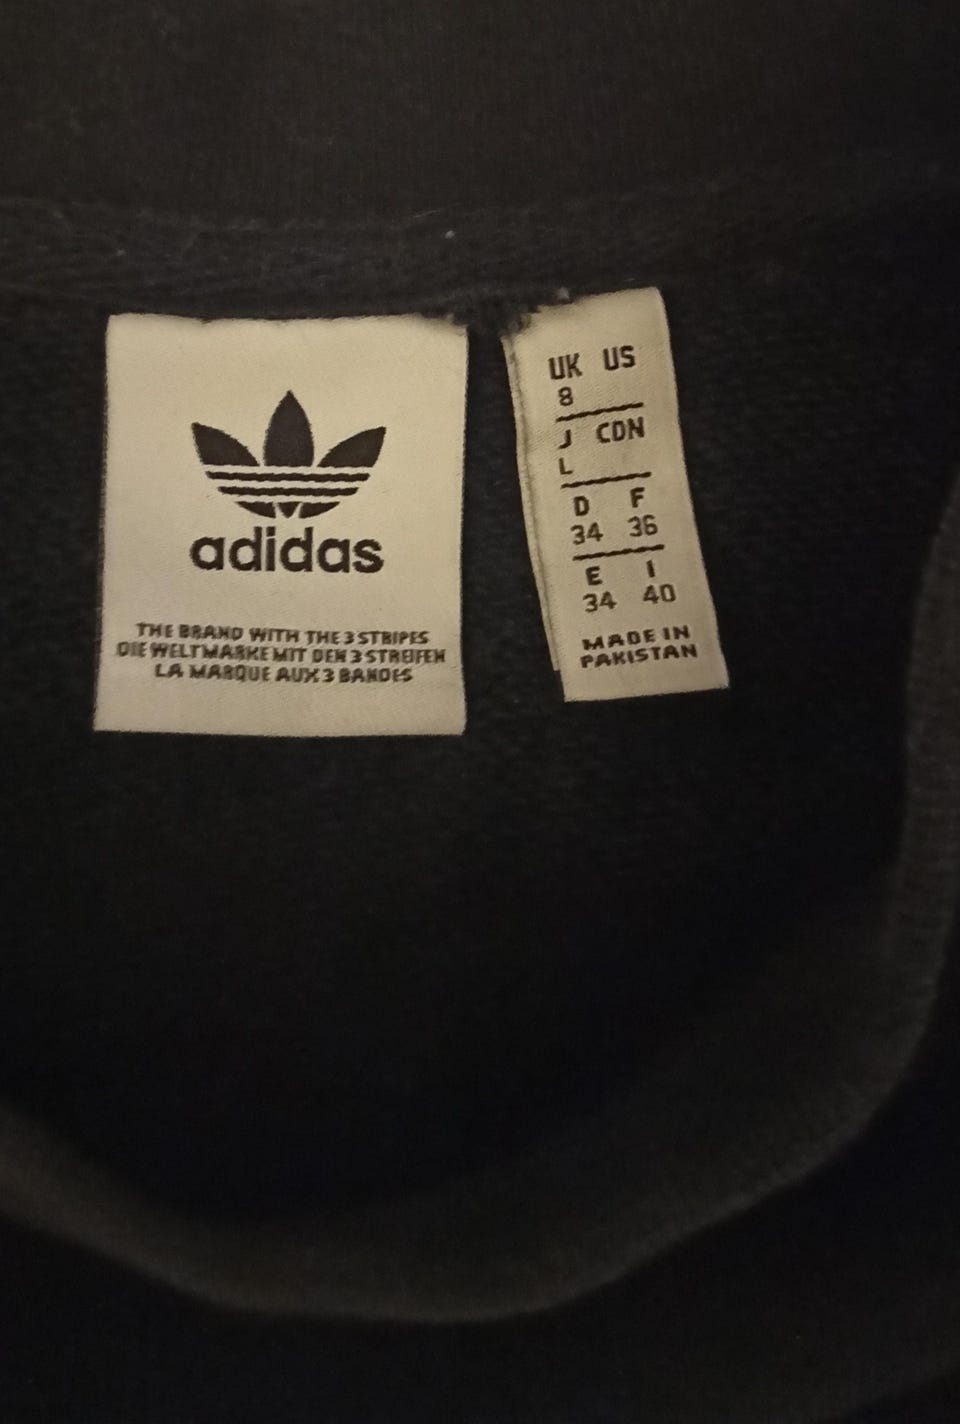 adidas
THE BRAND WITH THE 3 STRIPES
DIE WELTMARKE MIT DEN 3 STREIFEN
LA MARQUE AUX 3 BANDES
UK US
8
J CDN
L
D F
34 36
E I
34 40
MADE IN
PAKISTAN